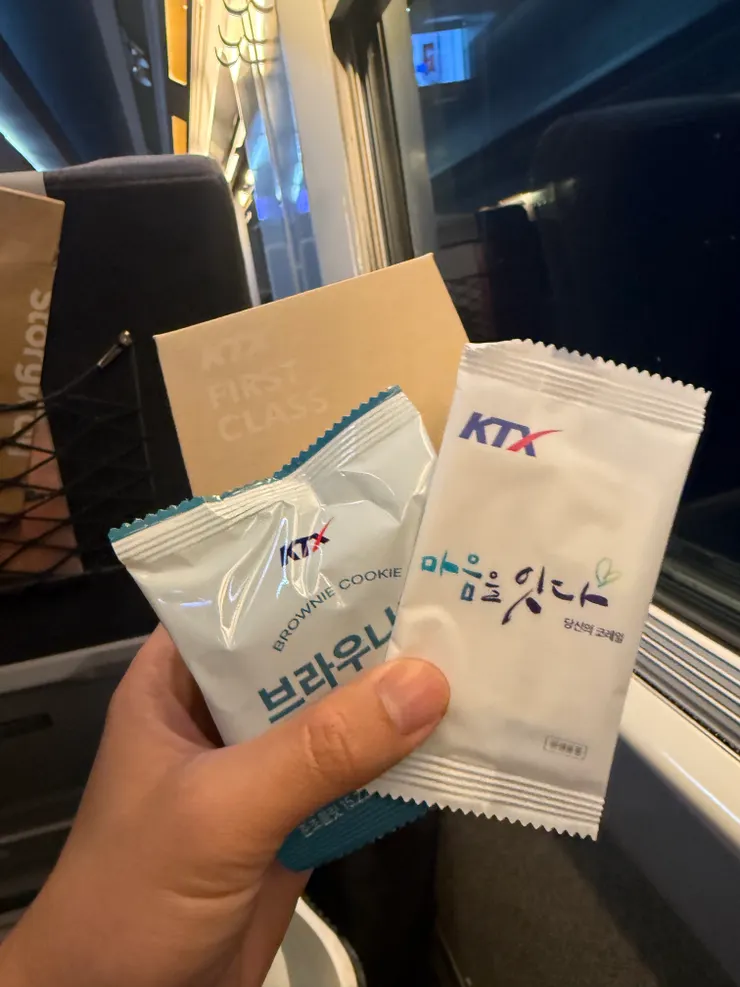 KTX
FIRST
CLASS
KTX
BROWNIE COOKIE
브라우니
KTX
마음을 잇다
당신의 코레일